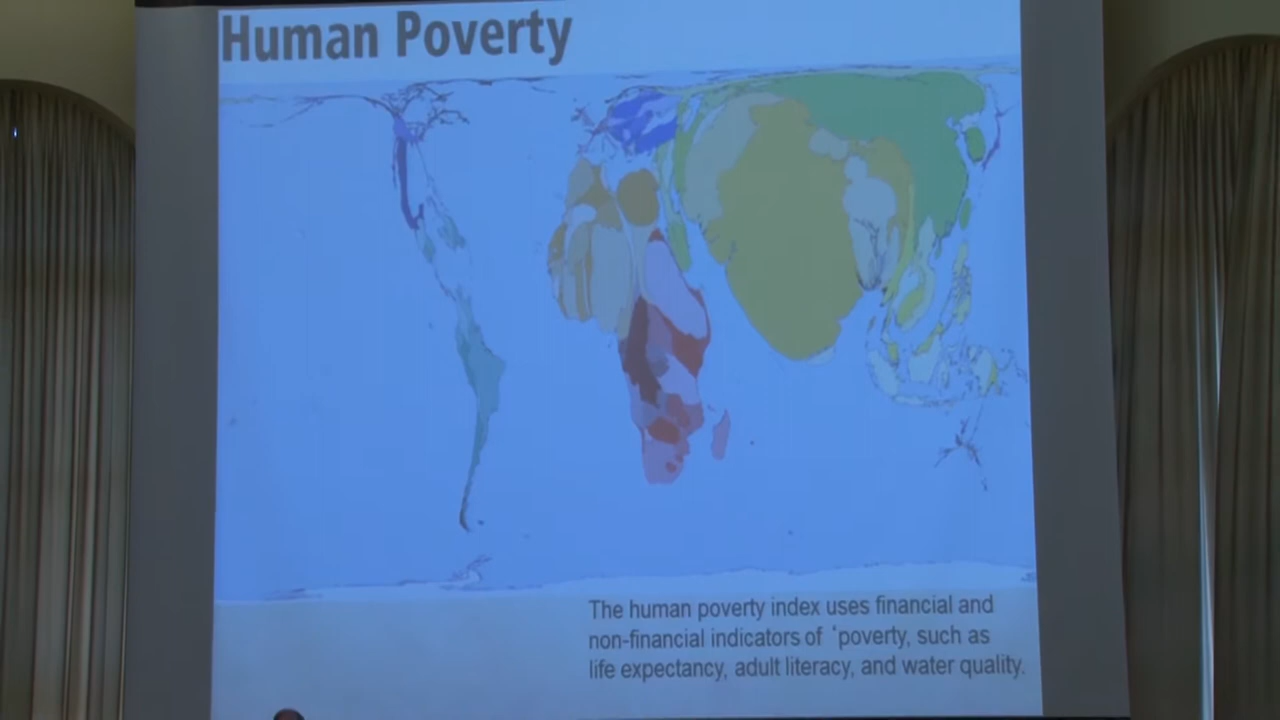 Human Poverty
The human poverty index uses financial and
non-financial indicators of ‘poverty, such as
life expectancy, adult literacy, and water quality.